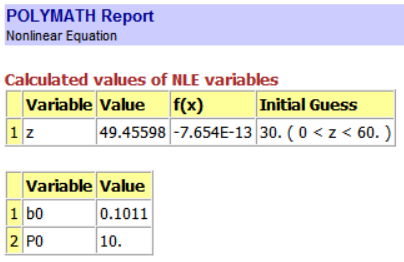 POLYMATH Report
Nonlinear Equation
Calculated values of NLE variables
Variable Value f(x) Initial Guess
1 z 49.45598 -7.654E-13 30. ( 0 < z < 60. )
Variable Value
1 b0 0.1011
2 P0 10.